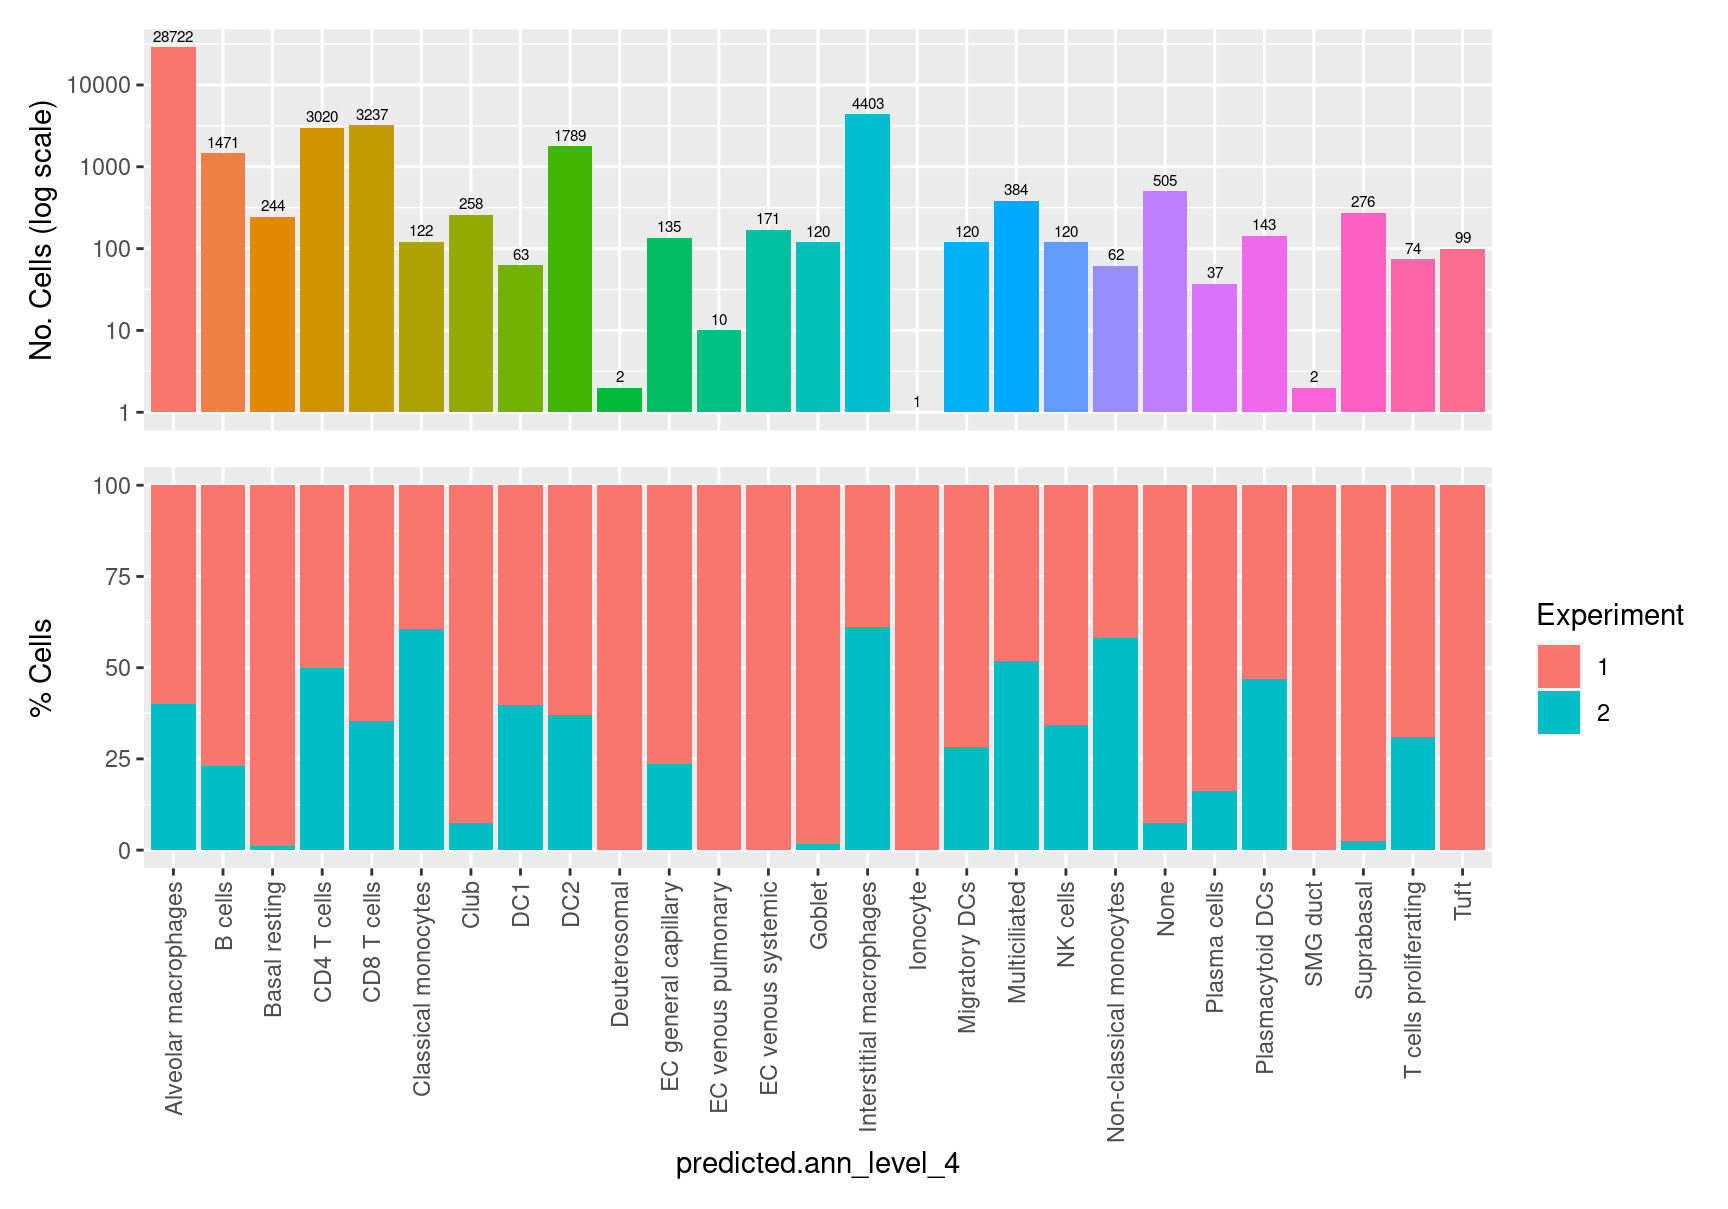 No. Cells (log scale)
10000
1000
100
10
1
28722
1471
244
3020
3237
122
258
63
1789
2
135
10
171
120
4403
1
120
384
120
62
505
37
143
2
276
74
99
% Cells
100
75
50
25
0
Alveolar macrophages
B cells
Basal resting
CD4 T cells
CD8 T cells
Classical monocytes
Club
DC1
DC2
Deuterosomal
EC general capillary
EC venous pulmonary
EC venous systemic
Goblet
Interstitial macrophages
Ionocyte
Migratory DCs
Multiciliated
NK cells
Non-classical monocytes
None
Plasma cells
Plasmacytoid DCs
SMG duct
Suprabasal
T cells proliferating
Tuft
predicted.ann_level_4
Experiment
1
2